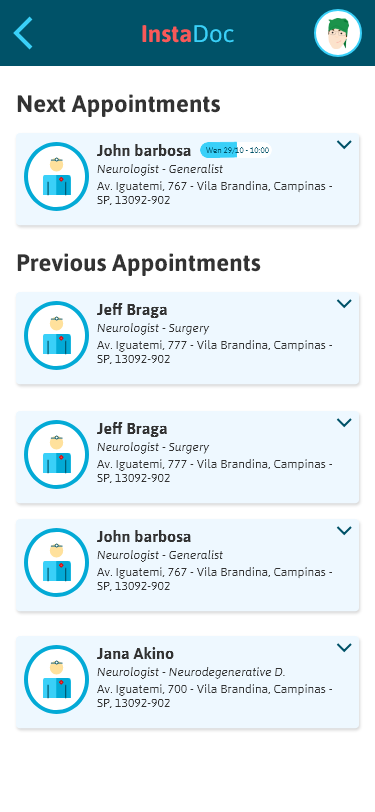 InstaDoc
Next Appointments
John barbosa Wen 29/10 - 10:00
Neurologist - Generalist
Av. Iguatemi, 767 - Vila Brandina, Campinas -
SP, 13092-902
Previous Appointments
Jeff Braga
Neurologist - Surgery
Av. Iguatemi, 777 - Vila Brandina, Campinas -
SP, 13092-902
Jeff Braga
Neurologist - Surgery
Av. Iguatemi, 777 - Vila Brandina, Campinas -
SP, 13092-902
John barbosa
Neurologist - Generalist
Av. Iguatemi, 767 - Vila Brandina, Campinas -
SP, 13092-902
Jana Akino
Neurologist - Neurodegenerative D.
Av. Iguatemi, 700 - Vila Brandina, Campinas -
SP, 13092-902